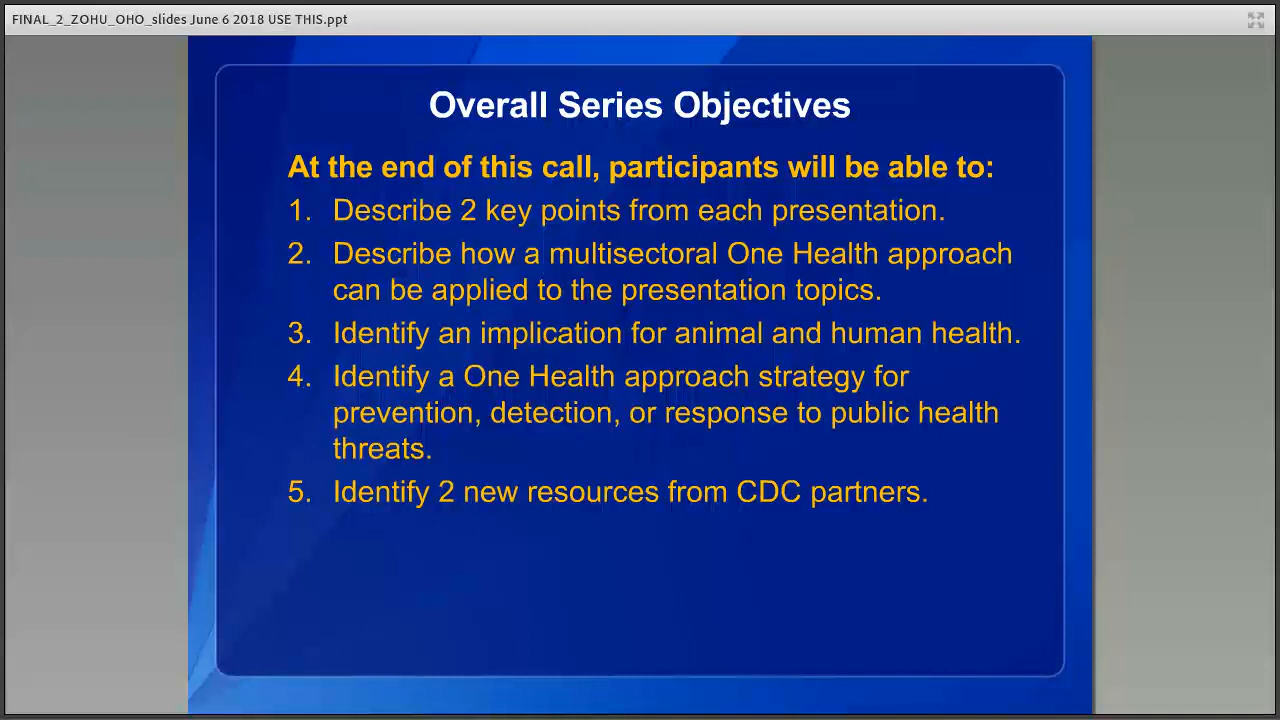 FINAL_2_ZOHU_OHO_slides June 6 2018 USE THIS.ppt
Overall Series Objectives
At the end of this call, participants will be able to:
1. Describe 2 key points from each presentation.
2. Describe how a multisectoral One Health approach
can be applied to the presentation topics.
3. Identify an implication for animal and human health.
4. Identify a One Health approach strategy for
prevention, detection, or response to public health
threats.
5. Identify 2 new resources from CDC partners.